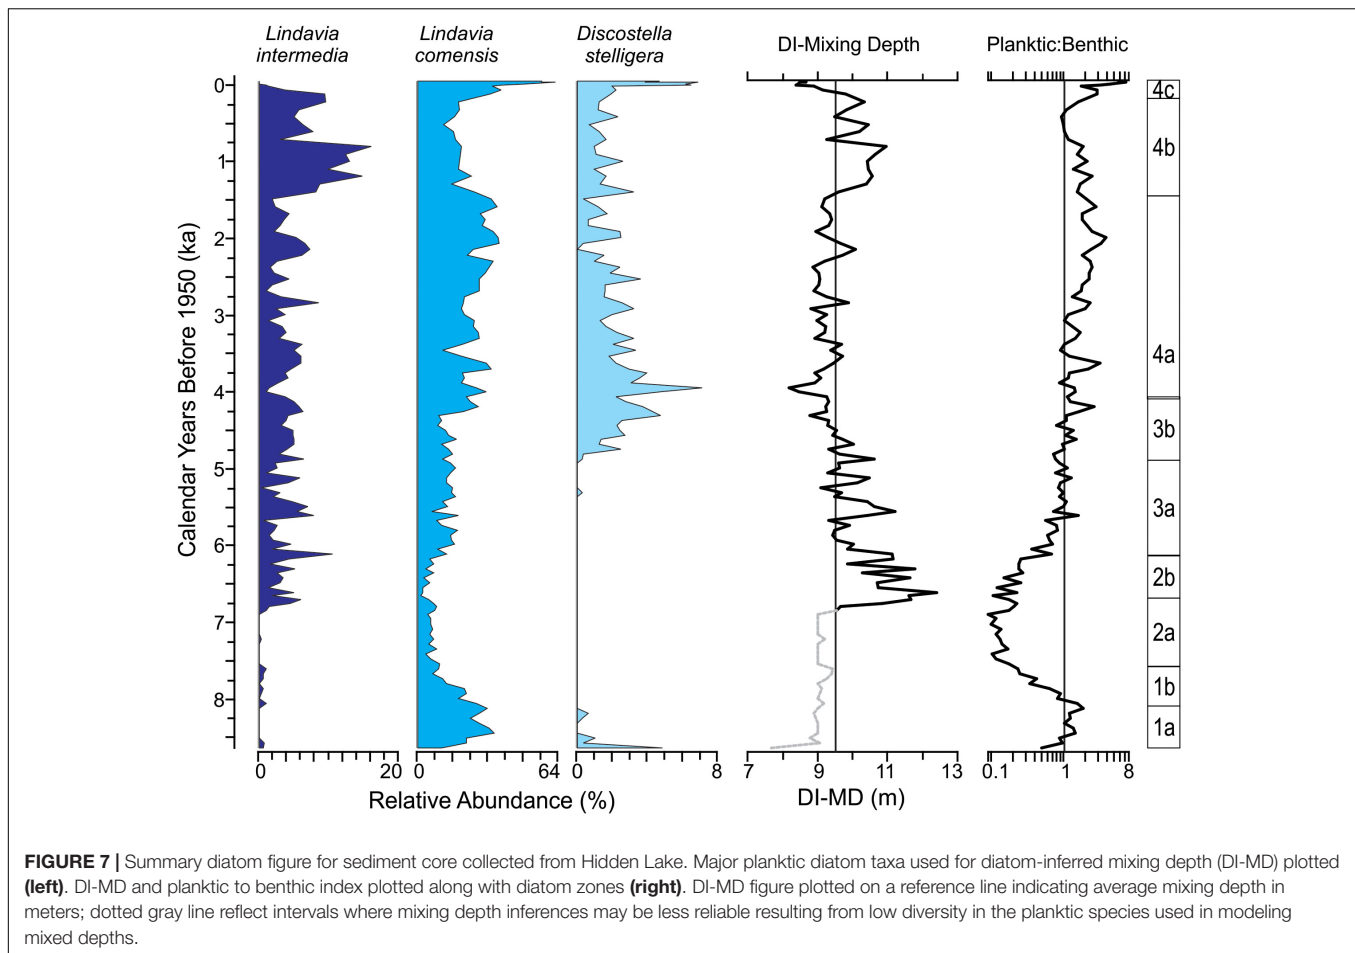 Lindavia intermedia
Lindavia comensis
Discostella stelligera
DI-Mixing Depth
Planktic:Benthic
Calendar Years Before 1950 (ka)
0
1
2
3
4
5
6
7
8
4c
4b
4a
3b
3a
2b
2a
1b
1a
0 20
0 64
0 8
7 9 11 13
0.1 1 8
Relative Abundance (%)
DI-MD (m)
FIGURE 7 | Summary diatom figure for sediment core collected from Hidden Lake. Major planktic diatom taxa used for diatom-inferred mixing depth (DI-MD) plotted
(left). DI-MD and planktic to benthic index plotted along with diatom zones (right). DI-MD figure plotted on a reference line indicating average mixing depth in
meters; dotted gray line reflect intervals where mixing depth inferences may be less reliable resulting from low diversity in the planktic species used in modeling
mixed depths.